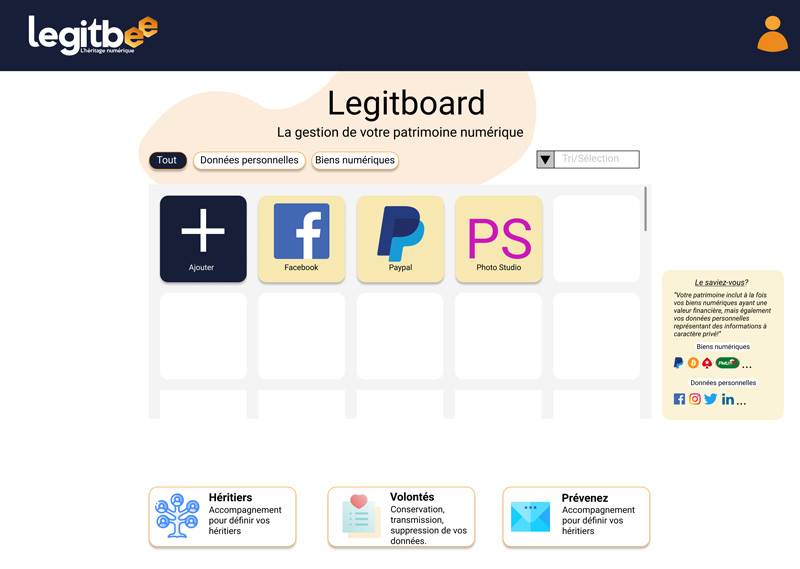 legitbee
L'héritage numérique
Legitboard
La gestion de votre patrimoine numérique
Tout
Données personnelles
Biens numériques
Tri/Sélection
Ajouter
Facebook
Paypal
PS
Photo Studio
Le saviez-vous?
"Votre patrimoine inclut à la fois
vos biens numériques ayant une
valeur financière, mais également
vos données personnelles
représentant des informations à
caractère privé!"
Biens numériques
PMU
...
Données personnelles
...
Héritiers
Accompagnement
pour définir vos
héritiers
Volontés
Conservation,
transmission,
suppression de vos
données.
Prévenez
Accompagnement
pour définir vos
héritiers